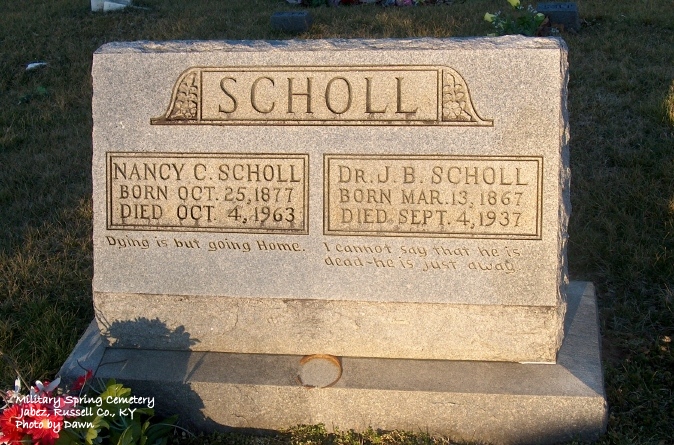 SCHOLL
NANCY C. SCHOLL
BORN OCT. 25, 1877
DIED OCT. 4, 1963
Dying is but going Home.
DR. J. B. SCHOLL
BORN MAR. 13, 1867
DIED SEPT. 4, 1937
I cannot say that he is
dead-he is just away.
Military Spring Cemetery
Jabez, Russell Co., KY
Photo by Dawn